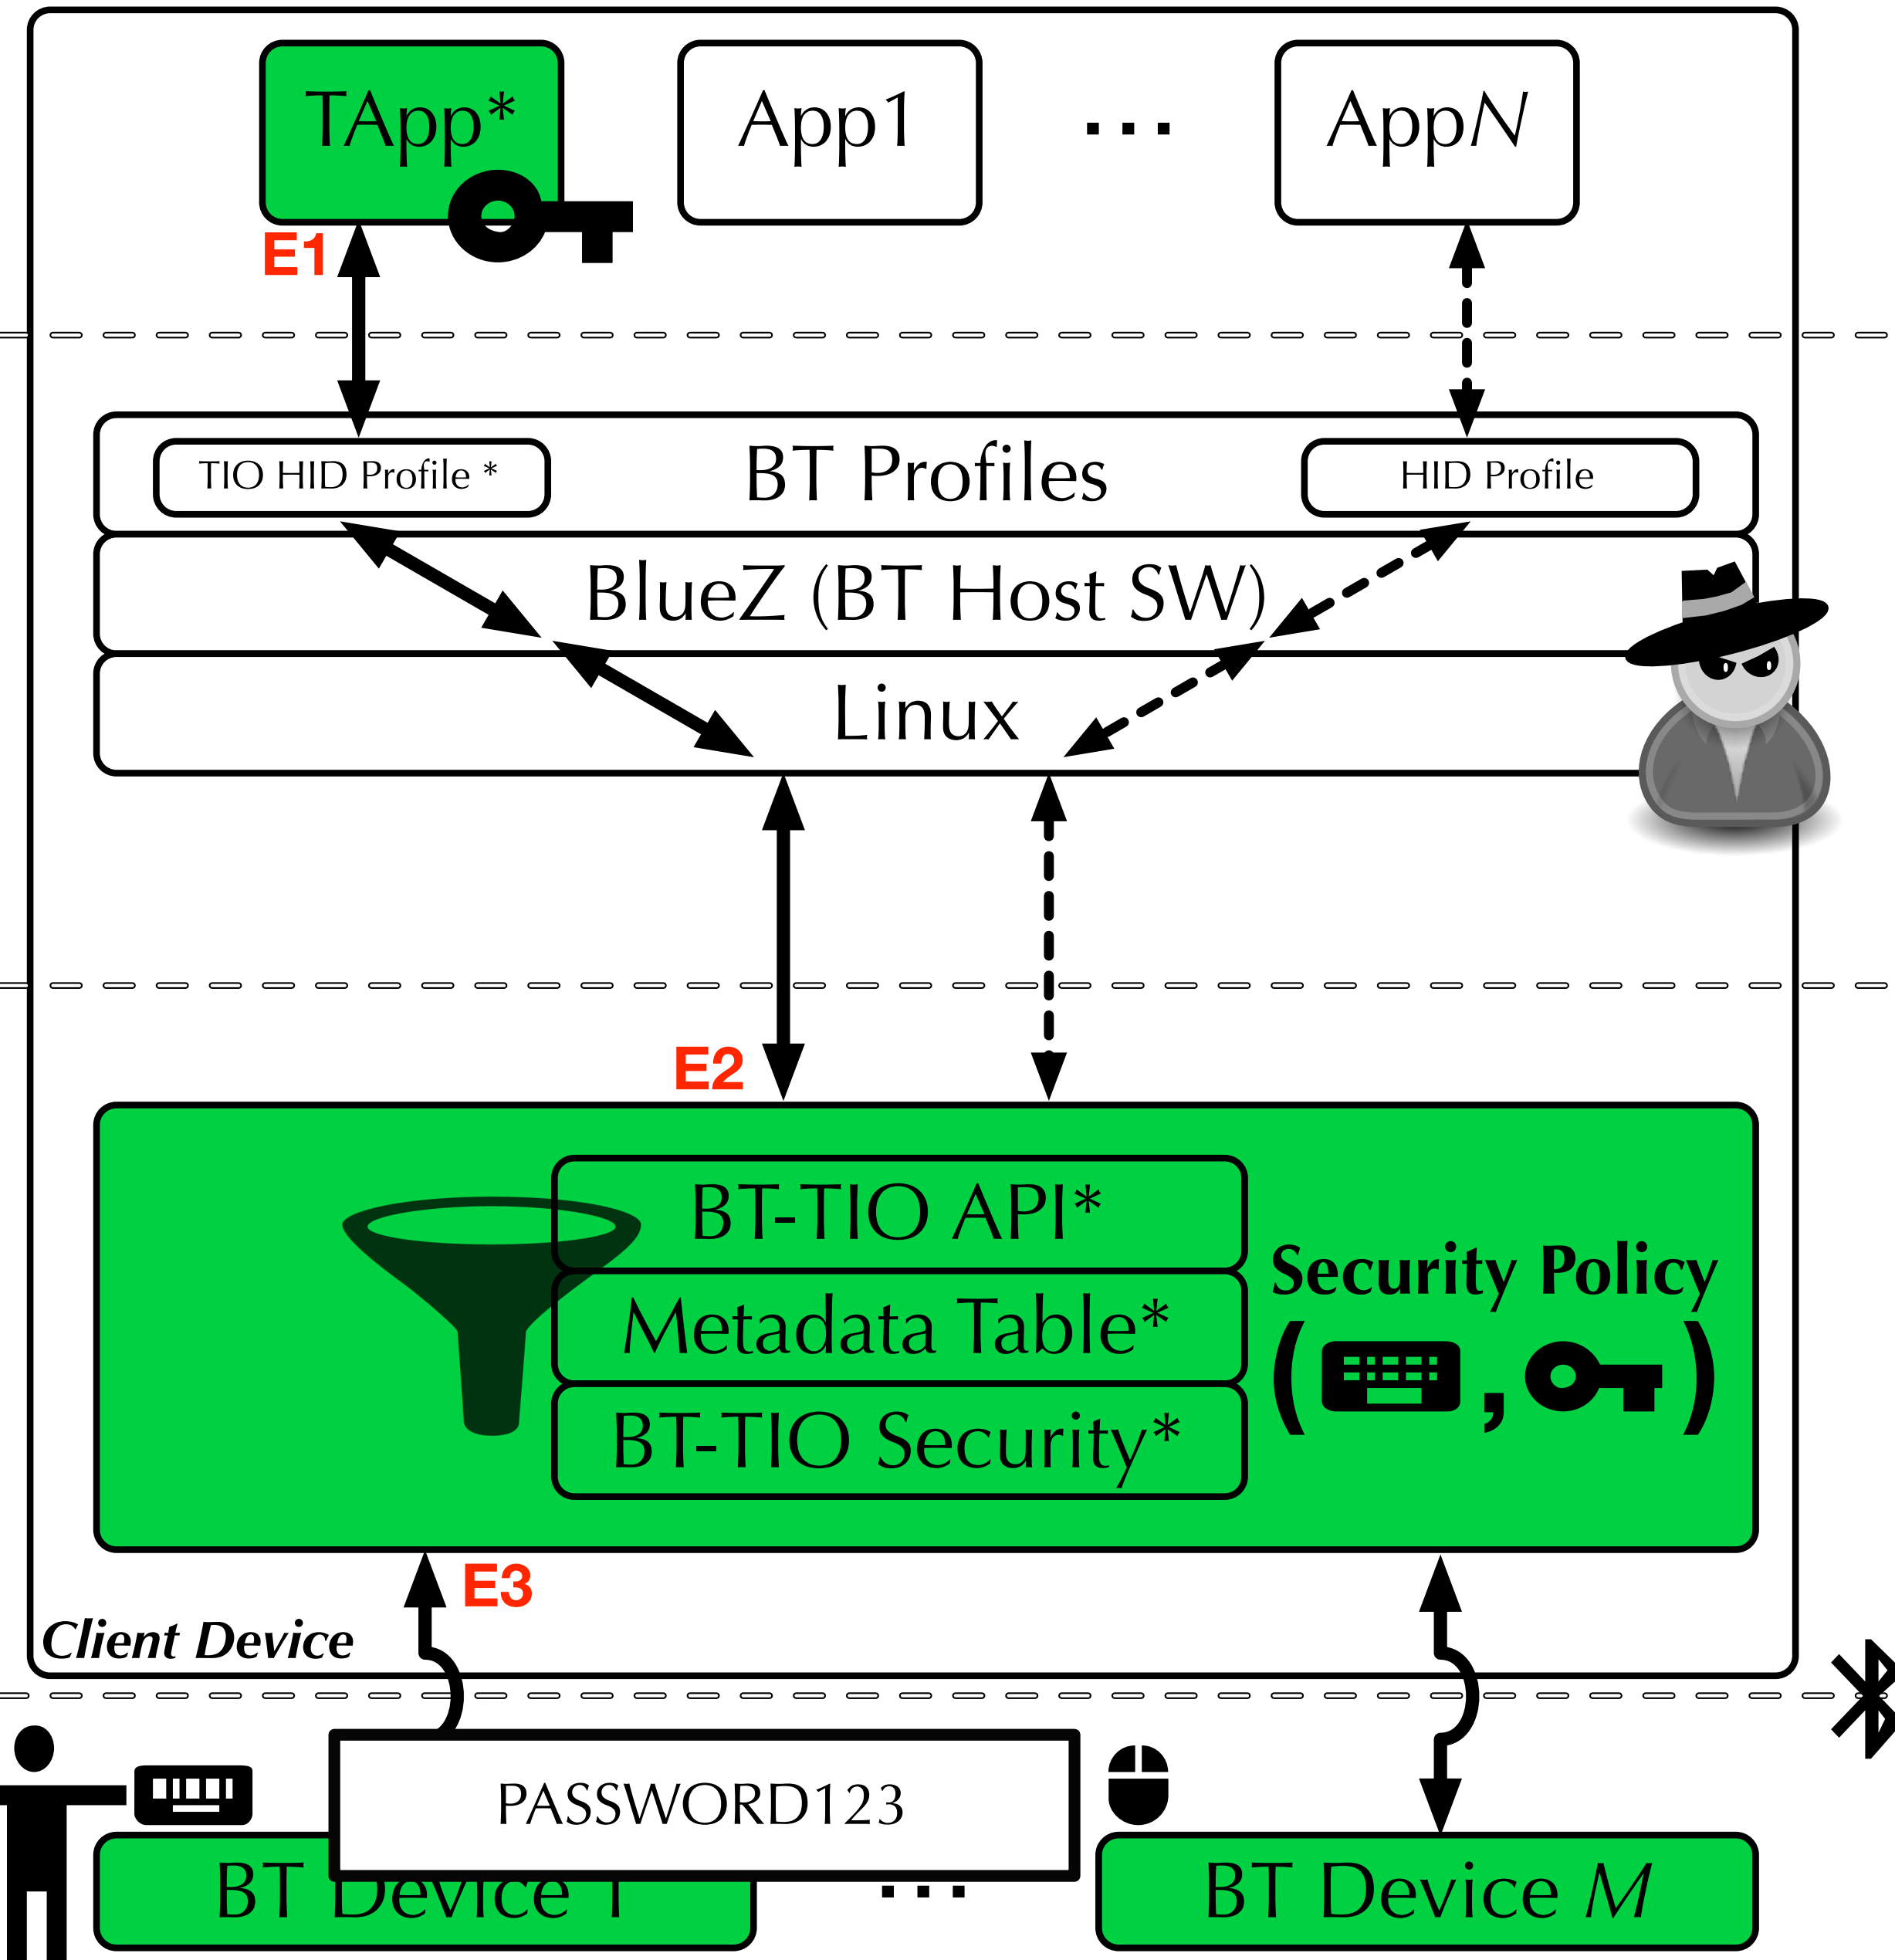 TApp*
App1
...
AppN
E1
TIO HID Profile *
BT Profiles
HID Profile
BlueZ (BT Host SW)
Linux
E2
BT-TIO API*
Metadata Table*
BT-TIO Security*
Security Policy
( , )
E3
Client Device
PASSWORD123
BT Device 1
...
BT Device M